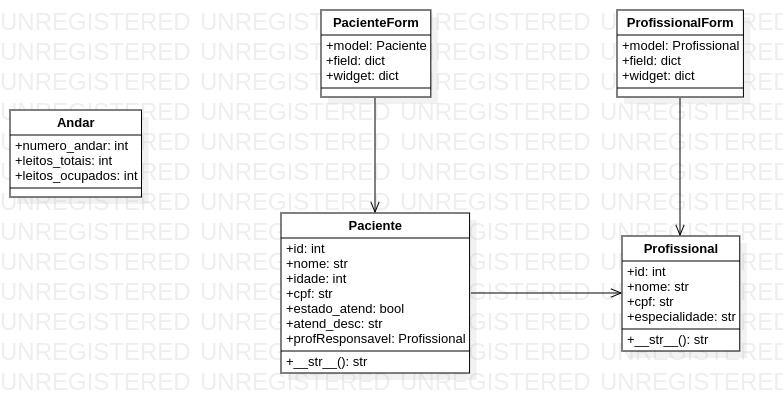 PacienteForm
+model: Paciente
+field: dict
+widget: dict
ProfissionalForm
+model: Profissional
+field: dict
+widget: dict
Andar
+numero_andar: int
+leitos_totais: int
+leitos_ocupados: int
Paciente
+id: int
+nome: str
+idade: int
+cpf: str
+estado_atend: bool
+atend_desc: str
+profResponsavel: Profissional
+__str__(): str
Profissional
+id: int
+nome: str
+cpf: str
+especialidade: str
+__str__(): str
UNREGISTERED